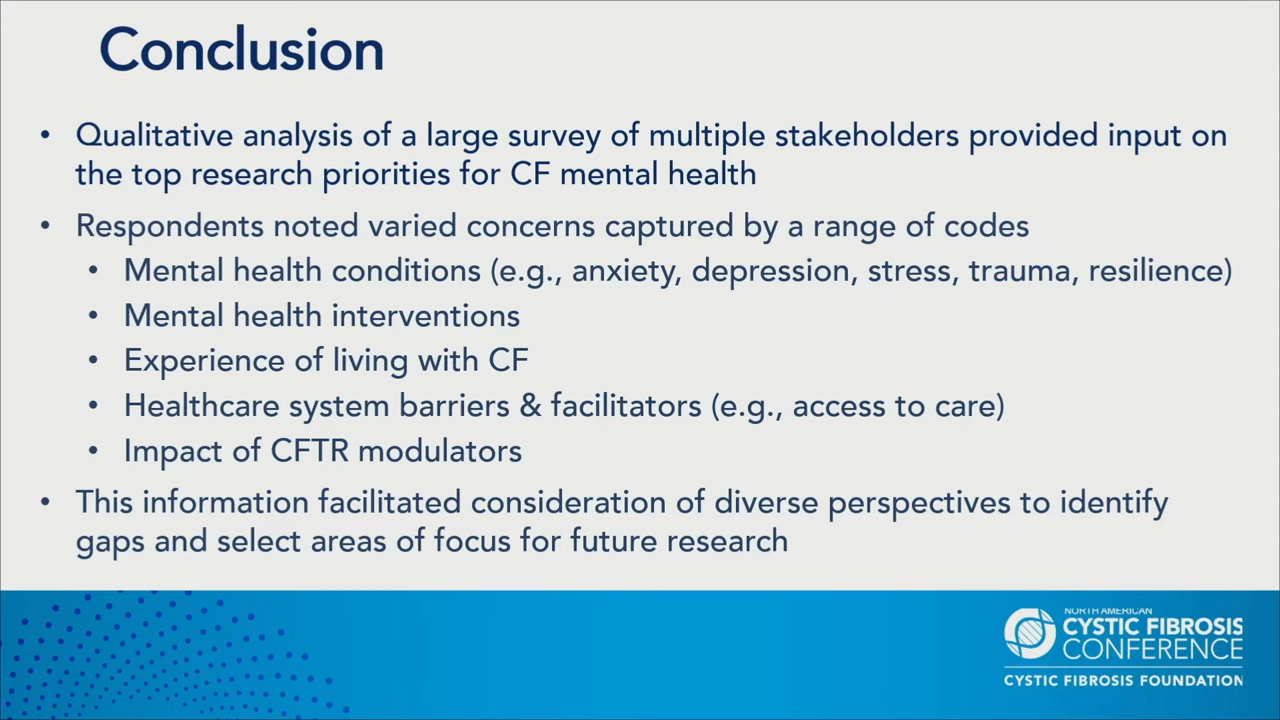 Conclusion
• Qualitative analysis of a large survey of multiple stakeholders provided input on
the top research priorities for CF mental health
• Respondents noted varied concerns captured by a range of codes
• Mental health conditions (e.g., anxiety, depression, stress, trauma, resilience)
• Mental health interventions
• Experience of living with CF
• Healthcare system barriers & facilitators (e.g., access to care)
• Impact of CFTR modulators
• This information facilitated consideration of diverse perspectives to identify
gaps and select areas of focus for future research
NORTH AMERICAN
CYSTIC FIBROSIS
CONFERENCE
CYSTIC FIBROSIS FOUNDATION